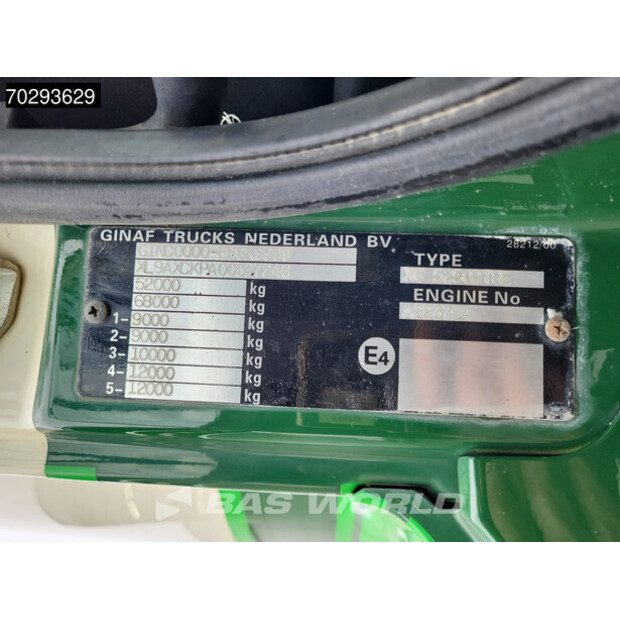 70293629
GINAF TRUCKS NEDERLAND BV
28212/00
52000 kg
68000 kg
1- 9000 kg
2- 9000 kg
3- 10000 kg
4- 12000 kg
5- 12000 kg
TYPE
ENGINE No
E4
BAS WORLD